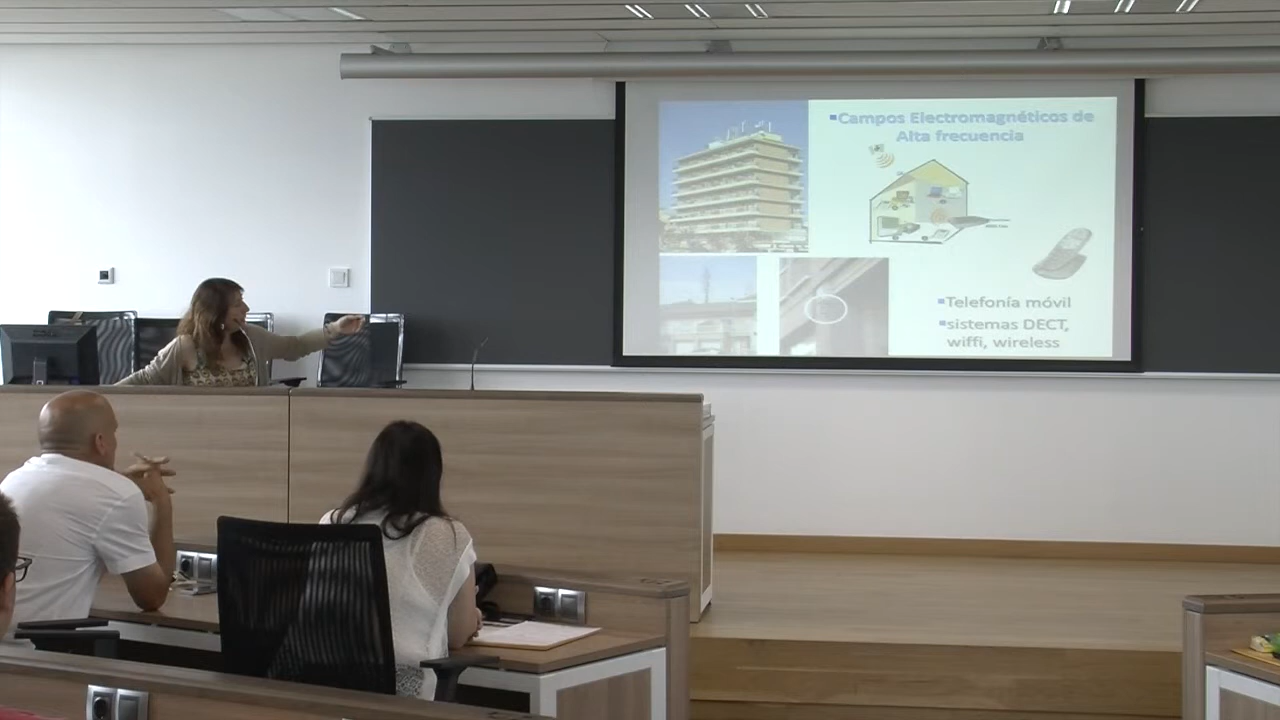 Campos Electromagnéticos de
Alta frecuencia
Telefonía móvil
sistemas DECT,
wiffi, wireless